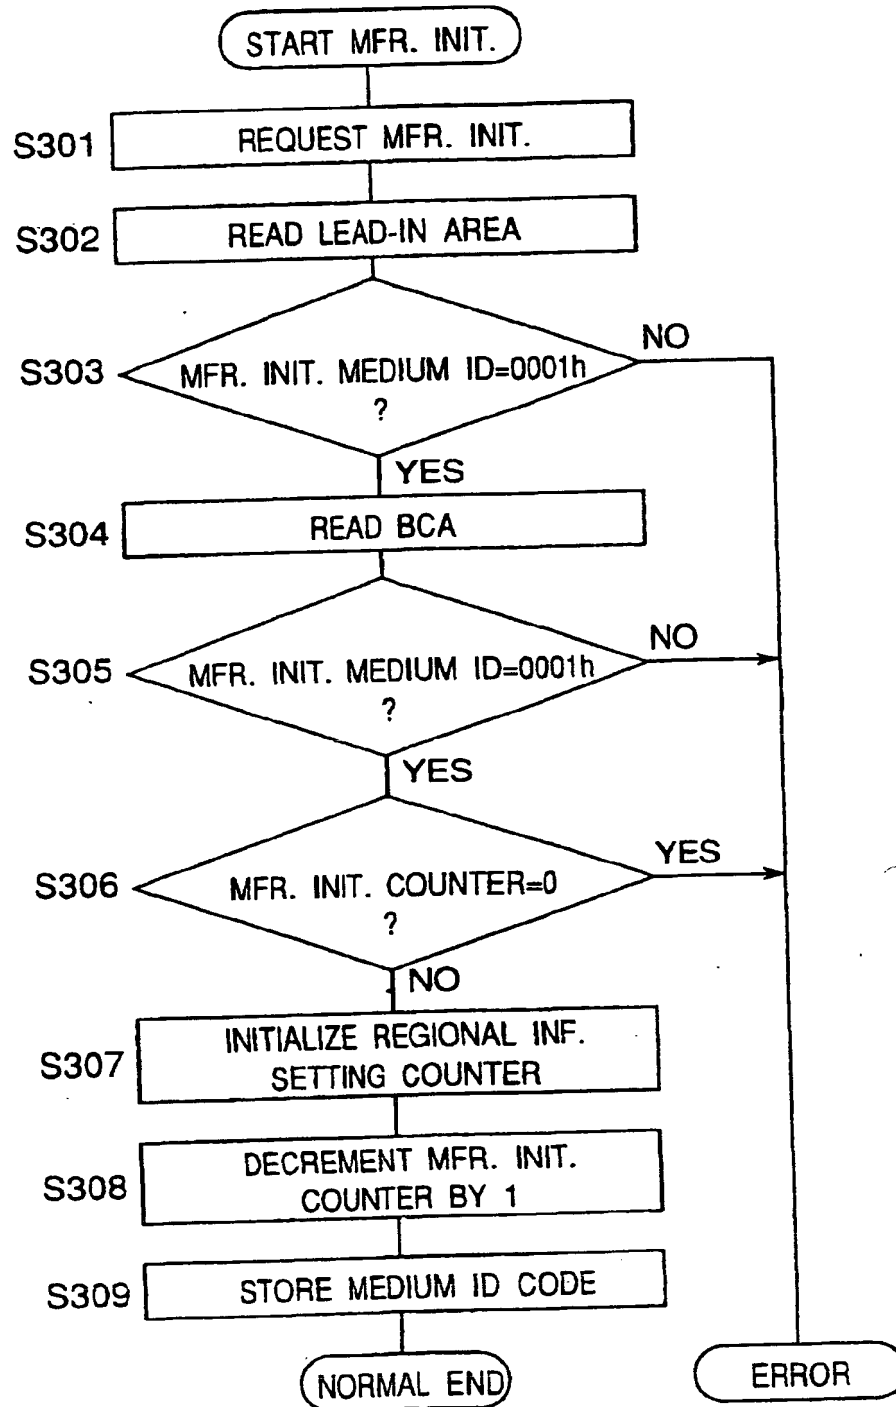 START MFR. INIT.
S301
REQUEST MFR. INIT.
S302
READ LEAD-IN AREA
S303
MFR. INIT. MEDIUM ID=0001h
?
NO
YES
S304
READ BCA
S305
MFR. INIT. MEDIUM ID=0001h
?
NO
YES
S306
MFR. INIT. COUNTER=0
?
YES
NO
S307
INITIALIZE REGIONAL INF.
SETTING COUNTER
S308
DECREMENT MFR. INIT.
COUNTER BY 1
S309
STORE MEDIUM ID CODE
NORMAL END
ERROR